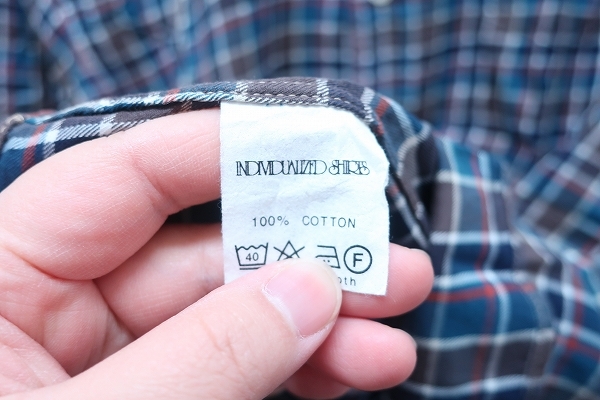 INDIVIDUALIZED SHIRTS
100% COTTON
40 F